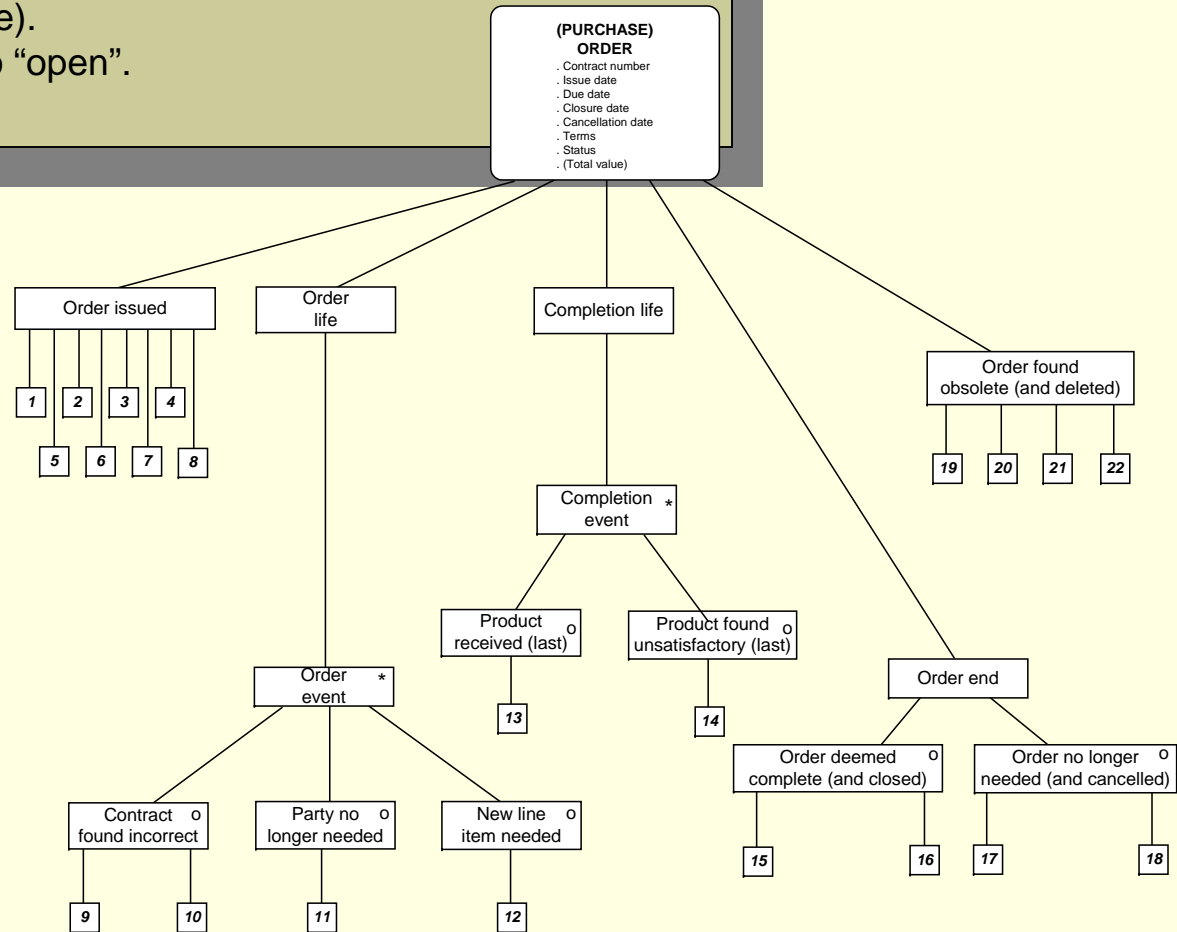 e).
“open”.
(PURCHASE)
ORDER
. Contract number
. Issue date
. Due date
. Closure date
. Cancellation date
. Terms
. Status
. (Total value)
Order issued
Order
life
Completion life
Order found
obsolete (and deleted)
1
2
3
4
5
6
7
8
19
20
21
22
Completion *
event
Product o
received (last)
Product found o
unsatisfactory (last)
13
14
Order *
event
Order end
Contract o
found incorrect
Party no o
longer needed
New line o
item needed
Order deemed o
complete (and closed)
Order no longer o
needed (and cancelled)
9
10
11
12
15
16
17
18